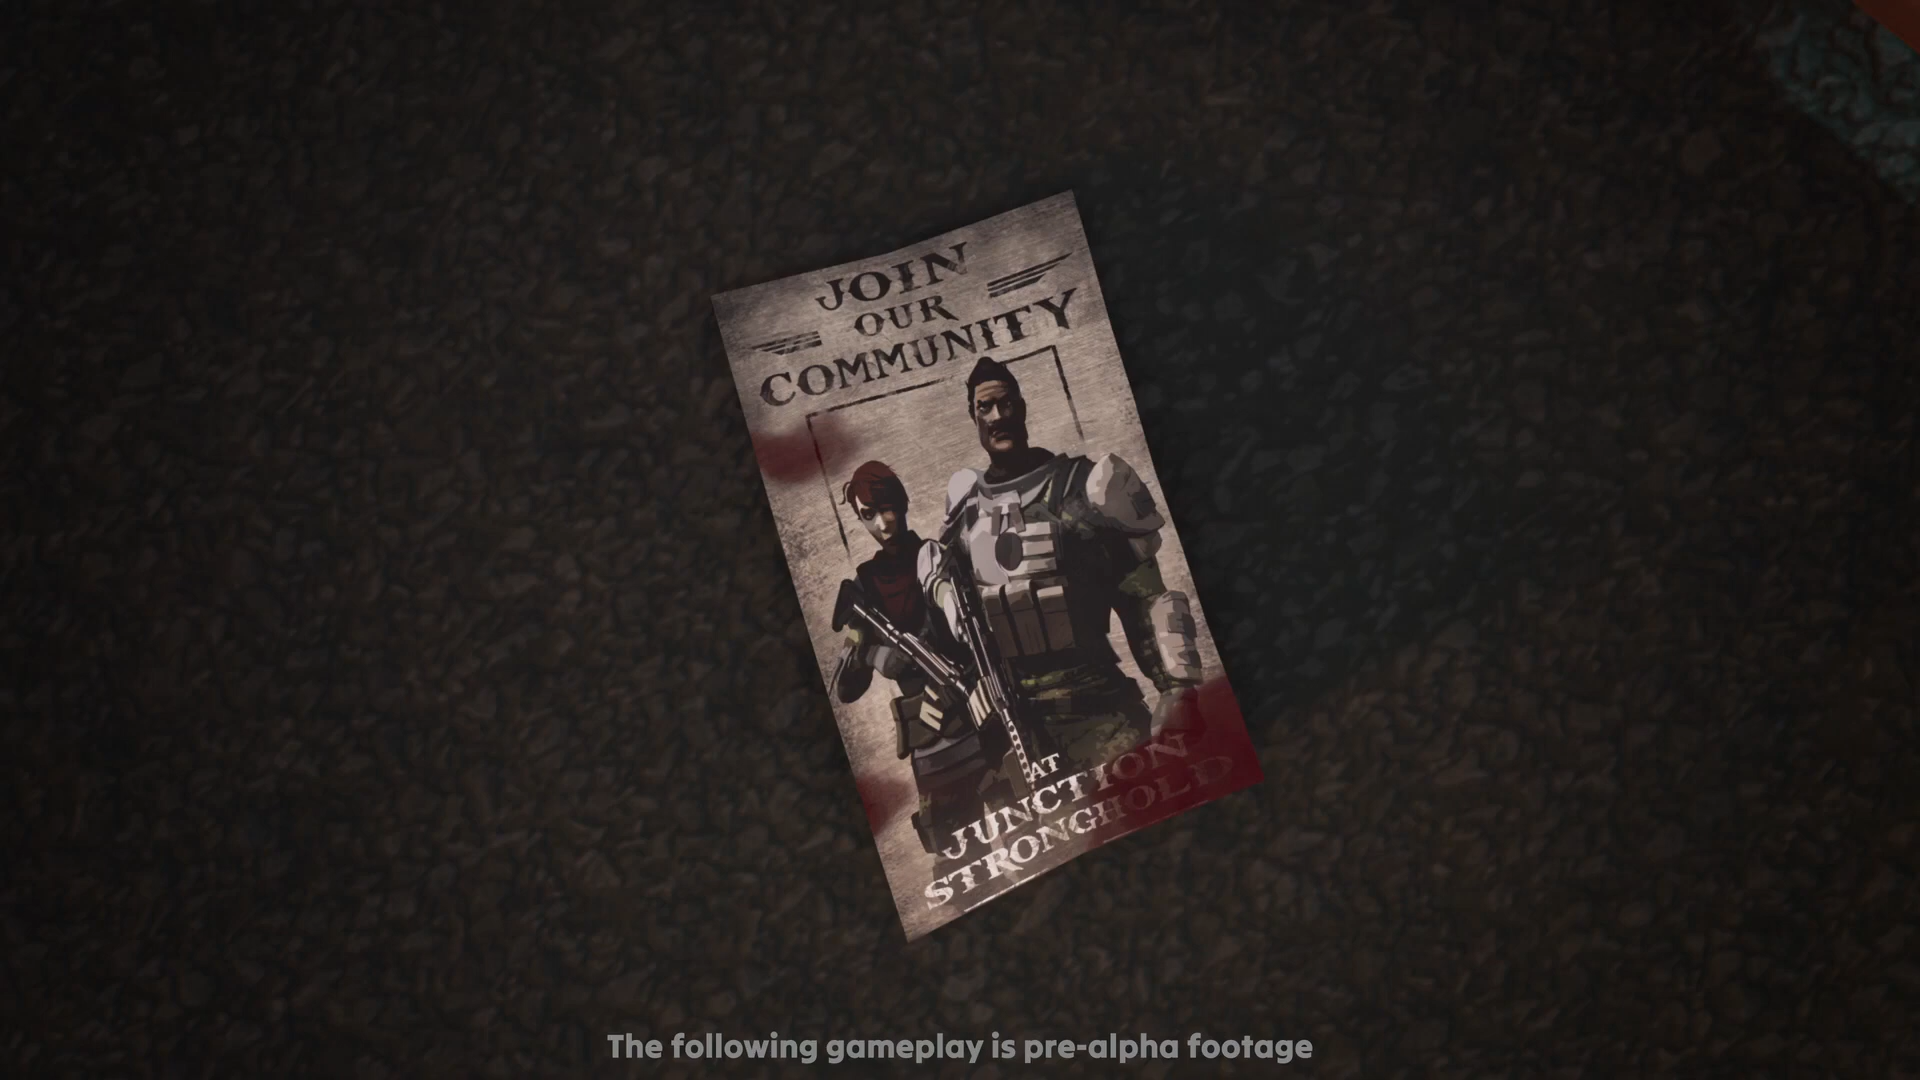 JOIN
OUR
COMMUNITY
AT
JUNCTION
STRONGHOLD
The following gameplay is pre-alpha footage